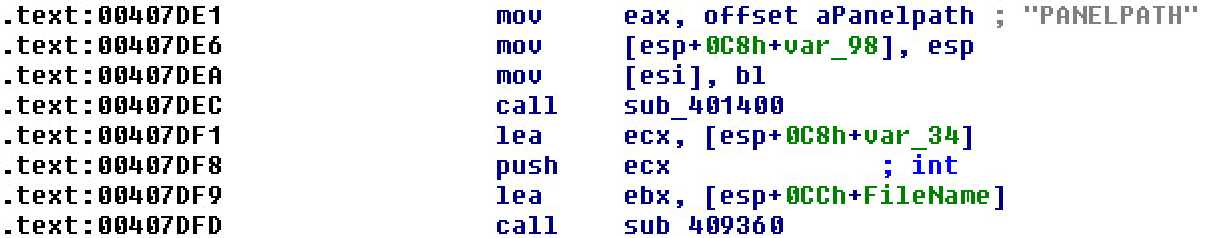 .text:00407DE1 mov eax, offset aPanelpath ; "PANELPATH"
.text:00407DE6 mov [esp+0C8h+var_98], esp
.text:00407DEA mov [esi], bl
.text:00407DEC call sub_401400
.text:00407DF1 lea ecx, [esp+0C8h+var_34]
.text:00407DF8 push ecx ; int
.text:00407DF9 lea ebx, [esp+0CCh+FileName]
.text:00407DFD call sub_409360